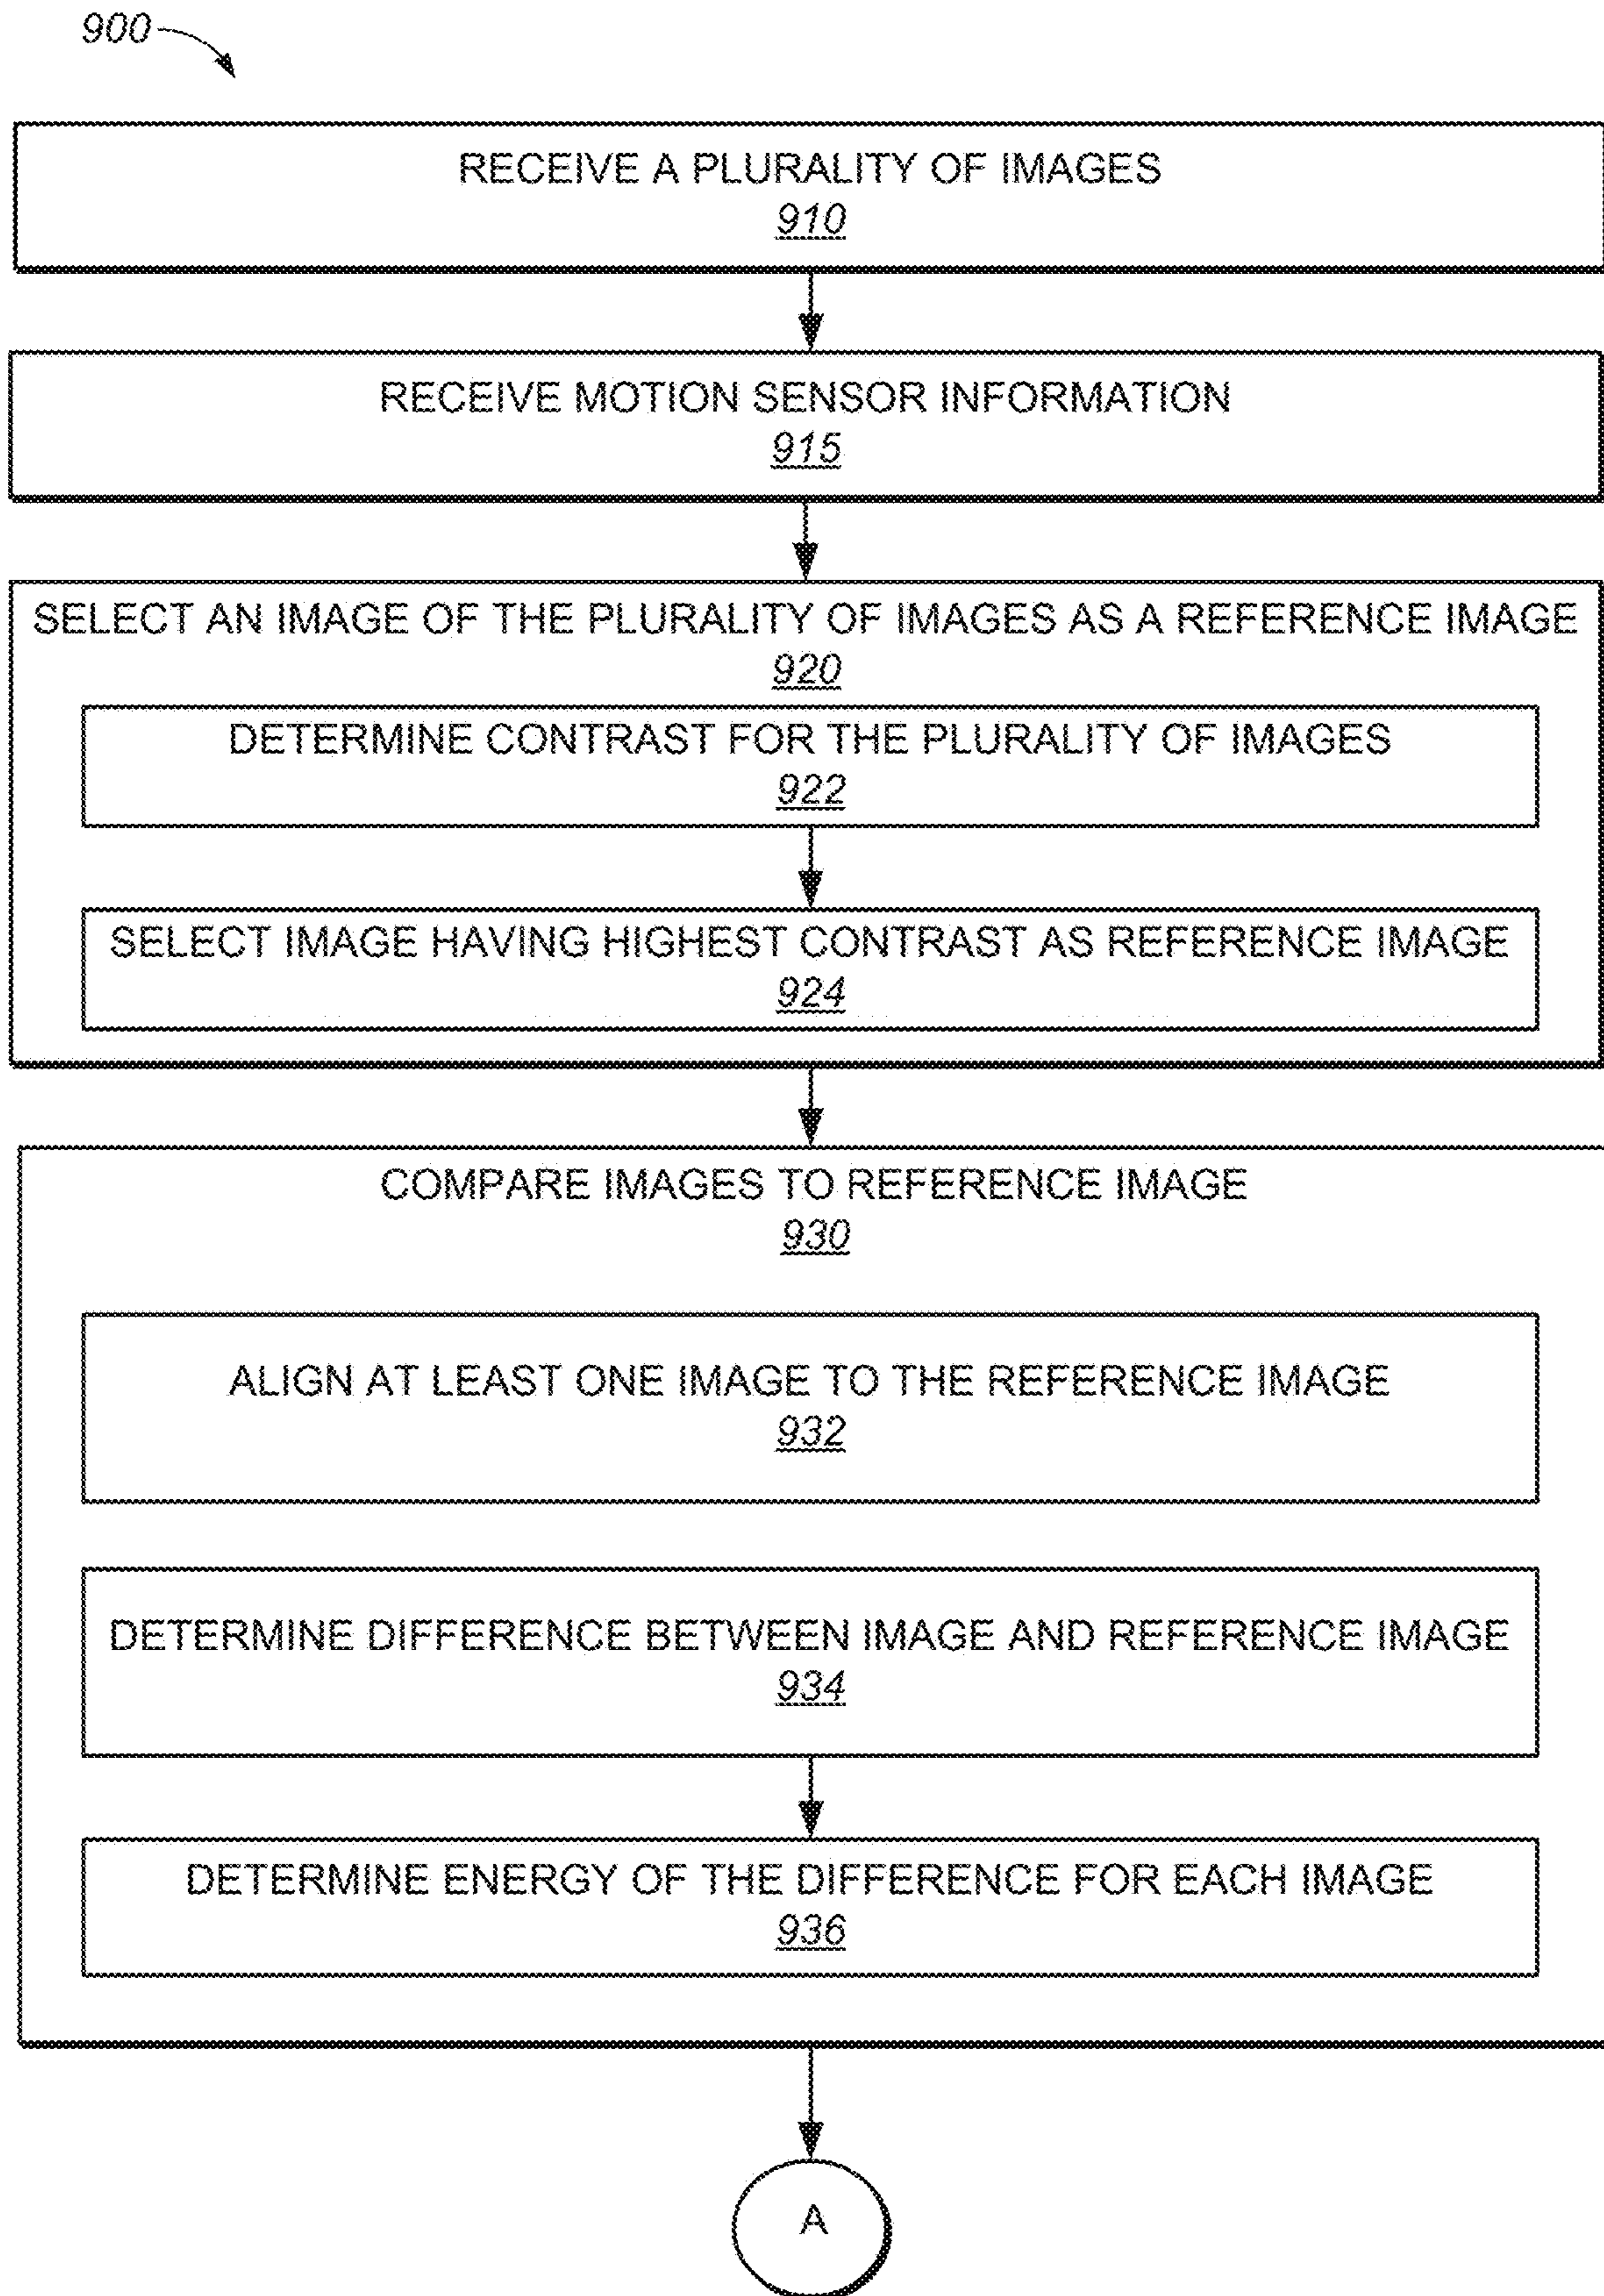 900
RECEIVE A PLURALITY OF IMAGES
910
RECEIVE MOTION SENSOR INFORMATION
915
SELECT AN IMAGE OF THE PLURALITY OF IMAGES AS A REFERENCE IMAGE
920
DETERMINE CONTRAST FOR THE PLURALITY OF IMAGES
922
SELECT IMAGE HAVING HIGHEST CONTRAST AS REFERENCE IMAGE
924
COMPARE IMAGES TO REFERENCE IMAGE
930
ALIGN AT LEAST ONE IMAGE TO THE REFERENCE IMAGE
932
DETERMINE DIFFERENCE BETWEEN IMAGE AND REFERENCE IMAGE
934
DETERMINE ENERGY OF THE DIFFERENCE FOR EACH IMAGE
936
A